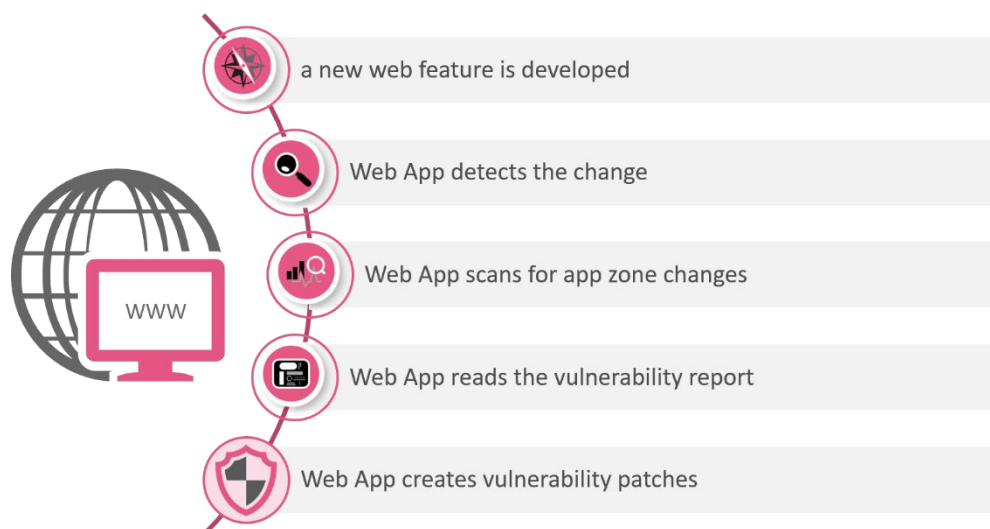 a new web feature is developed
Web App detects the change
Web App scans for app zone changes
www
Web App reads the vulnerability report
Web App creates vulnerability patches